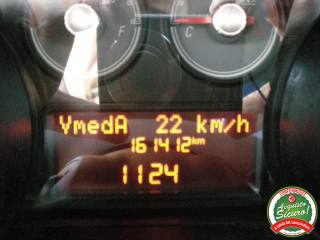 F
C
VmedA 22 km/h
161412km
1124
Acquisto
Sicuro!